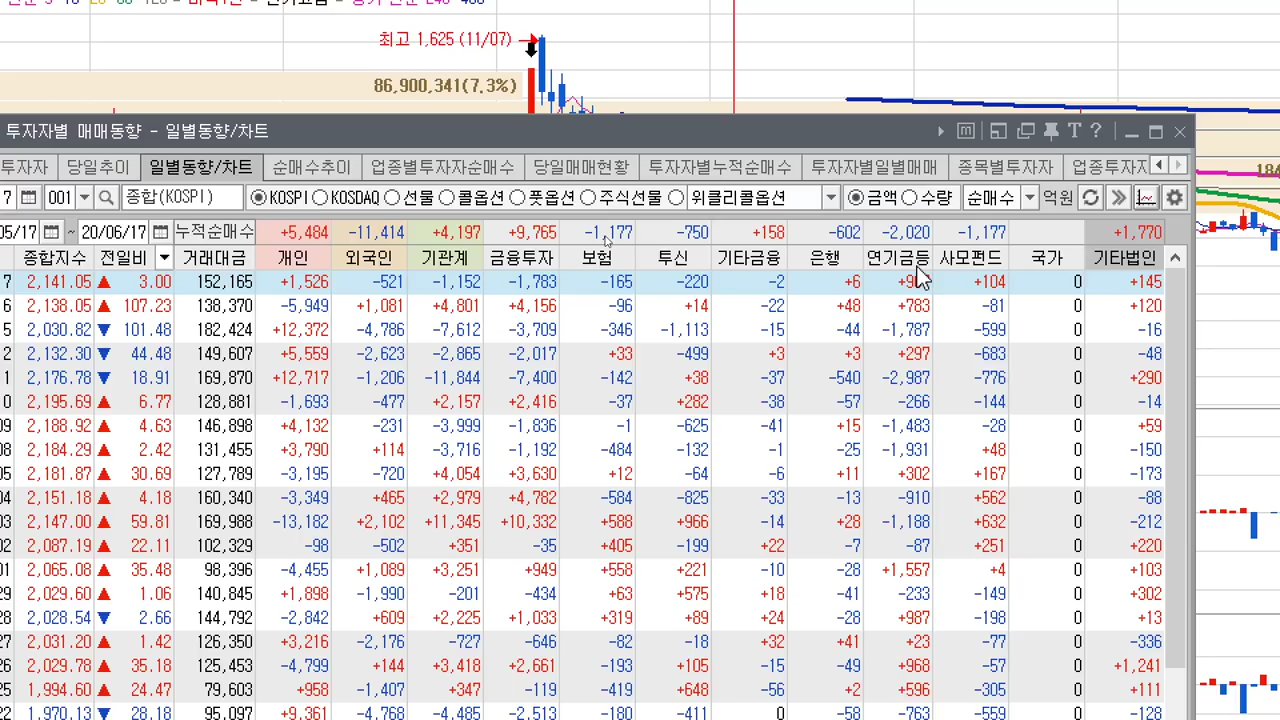 최고 1,625 (11/07)
86,900,341(7.3%)
투자자별 매매동향 - 일별동향/차트
투자자 당일추이 일별동향/차트 순매수추이 업종별투자자순매수 당일매매현황 투자자별누적순매수 투자자별일별매매 종목별투자자 업종투자자
7 001 종합(KOSPI) KOSPI KOSDAQ 선물 콜옵션 풋옵션 주식선물 위클리콜옵션 금액 수량 순매수 억원
05/17 ~ 20/06/17 누적순매수 +5,484 -11,414 +4,197 +9,765 -1,177 -750 +158 -602 -2,020 -1,177 +1,770
종합지수 전일비 거래대금 개인 외국인 기관계 금융투자 보험 투신 기타금융 은행 연기금등 사모펀드 국가 기타법인
7 2,141.05 ▲ 3.00 152,165 +1,526 -521 -1,152 -1,783 -165 -220 -2 +6 +104 0 +145
6 2,138.05 ▲ 107.23 138,370 -5,949 +1,081 +4,801 +4,156 -96 +14 -22 +48 +783 -81 0 +120
5 2,030.82 ▼ 101.48 182,424 +12,372 -4,786 -7,612 -3,709 -346 -1,113 -15 -44 -1,787 -599 0 -16
2 2,132.30 ▼ 44.48 149,607 +5,559 -2,623 -2,865 -2,017 +33 -499 +3 +3 +297 -683 0 -48
1 2,176.78 ▼ 18.91 169,870 +12,717 -1,206 -11,844 -7,400 -142 +38 -37 -540 -2,987 -776 0 +290
0 2,195.69 ▲ 6.77 128,881 -1,693 -477 +2,157 +2,416 -37 +282 -38 -57 -266 -144 0 -14
09 2,188.92 ▲ 4.63 146,898 +4,132 -231 -3,999 -1,836 -1 -625 -41 +15 -1,483 -28 0 +59
08 2,184.29 ▲ 2.42 131,455 +3,790 +114 -3,716 -1,192 -484 -132 -1 -25 -1,931 +48 0 -150
05 2,181.87 ▲ 30.69 127,789 -3,195 -720 +4,054 +3,630 +12 -64 -6 +11 +302 +167 0 -173
04 2,151.18 ▲ 4.18 160,340 -3,349 +465 +2,979 +4,782 -584 -825 -33 -13 -910 +562 0 -88
03 2,147.00 ▲ 59.81 169,988 -13,182 +2,102 +11,345 +10,332 +588 +966 -14 +28 -1,188 +632 0 -212
02 2,087.19 ▲ 22.11 102,329 -98 -502 +351 -35 +405 -199 +22 -7 -87 +251 0 +220
01 2,065.08 ▲ 35.48 98,396 -4,455 +1,089 +3,251 +949 +558 +221 -10 -28 +1,557 +4 0 +103
29 2,029.60 ▲ 1.06 140,845 +1,898 -1,990 -201 -434 +63 +575 +18 -41 -233 -149 0 +302
28 2,028.54 ▼ 2.66 144,792 -2,842 +609 +2,225 +1,033 +319 +89 +24 -28 +987 -198 0 +13
27 2,031.20 ▲ 1.42 126,350 +3,216 -2,176 -727 -646 -82 -18 +32 +41 +23 -77 0 -336
26 2,029.78 ▲ 35.18 125,453 -4,799 +144 +3,418 +2,661 -193 +105 -15 -49 +968 -57 0 +1,241
25 1,994.60 ▲ 24.47 79,603 +958 -1,407 +347 -119 -419 +648 -56 +2 +596 -305 0 +111
22 1,970.13 ▼ 28.18 95,097 +9,361 -4,768 -4,485 -2,513 -180 -411 0 -58 -763 -559 0 -128